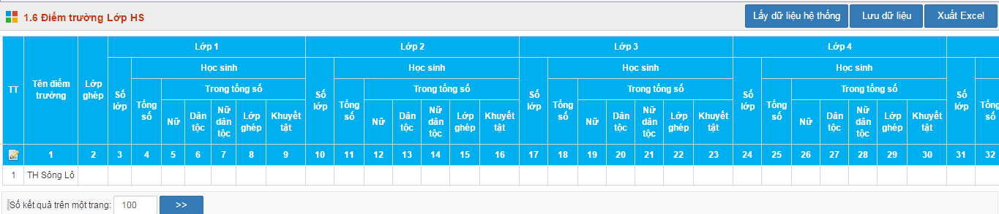 1.6 Điểm trường Lớp HS
Lấy dữ liệu hệ thống Lưu dữ liệu Xuất Excel
Lớp 1 Lớp 2 Lớp 3 Lớp 4
Học sinh Học sinh Học sinh Học sinh
TT Tên điểm trường Lớp ghép
Số lớp Tổng số Trong tổng số Số lớp Tổng số Trong tổng số Số lớp Tổng số Trong tổng số Số lớp Tổng số Trong tổng số Số lớp Tổng số
Nữ Dân tộc Nữ dân tộc Lớp ghép Khuyết tật Nữ Dân tộc Nữ dân tộc Lớp ghép Khuyết tật Nữ Dân tộc Nữ dân tộc Lớp ghép Khuyết tật Nữ Dân tộc Nữ dân tộc Lớp ghép Khuyết tật
1 2 3 4 5 6 7 8 9 10 11 12 13 14 15 16 17 18 19 20 21 22 23 24 25 26 27 28 29 30 31 32
1 TH Sông Lô
Số kết quả trên một trang: 100 >>